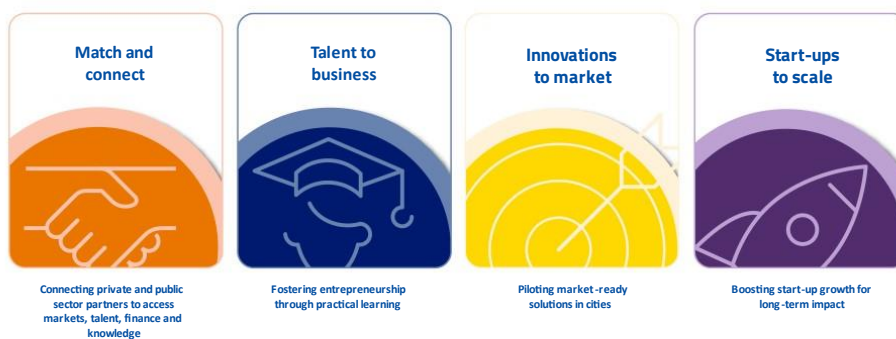 Match and
connect
Talent to
business
Innovations
to market
Start-ups
to scale
Connecting private and public
sector partners to access
markets, talent, finance and
knowledge
Fostering entrepreneurship
through practical learning
Piloting market-ready
solutions in cities
Boosting start-up growth for
long-term impact